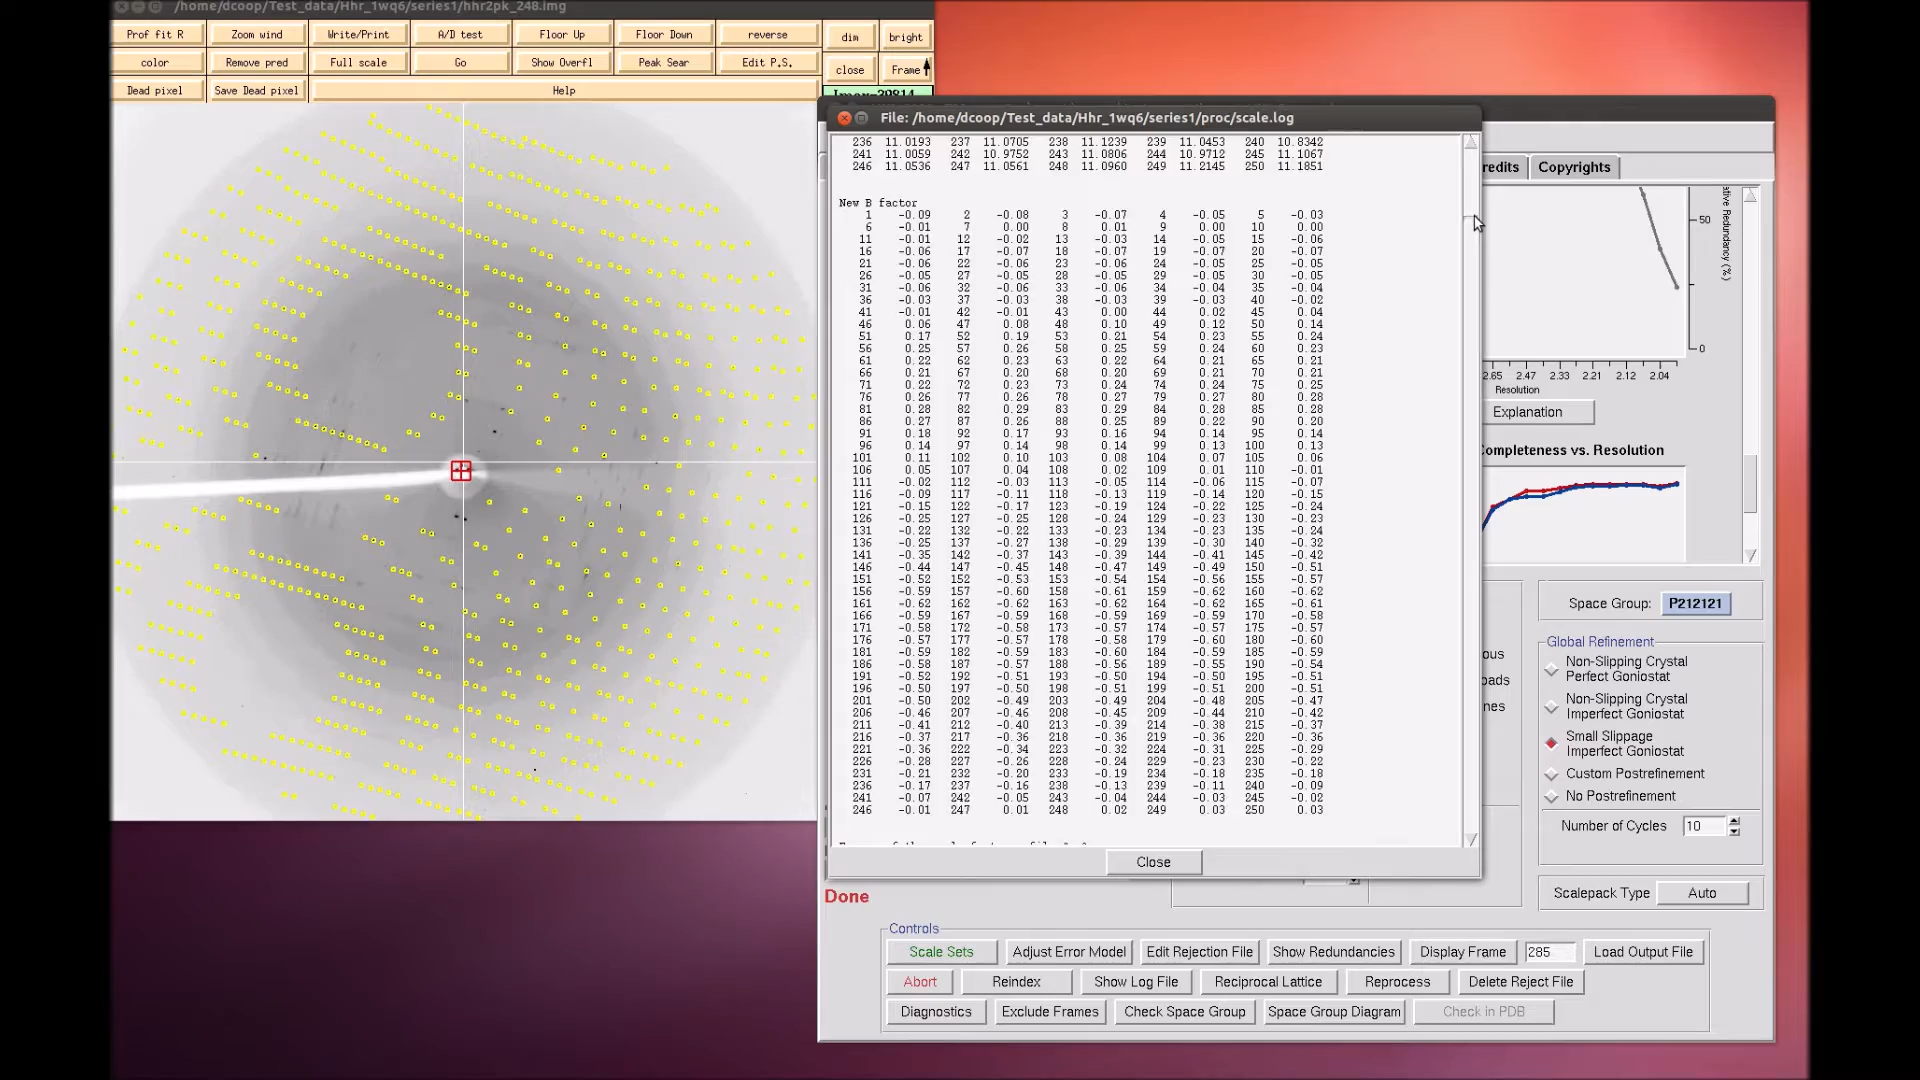 /home/dcoop/Test_data/Hhr_1wq6/series1/hhr2pk_248.img
Prof fit R Zoom wind Write/Print A/D test Floor Up Floor Down reverse dim bright
color Remove pred Full scale Go Show Overfl Peak Sear Edit P.S. close Frame
Dead pixel Save Dead pixel Help
File: /home/dcoop/Test_data/Hhr_1wq6/series1/proc/scale.log
236 11.0193 237 11.0705 238 11.1239 239 11.0453 240 10.8342
241 11.0059 242 10.9752 243 11.0806 244 10.9712 245 11.1067
246 11.0536 247 11.0561 248 11.0960 249 11.2145 250 11.1851
New B factor
1 -0.09 2 -0.08 3 -0.07 4 -0.05 5 -0.03
6 -0.01 7 0.00 8 0.01 9 0.00 10 0.00
11 -0.01 12 -0.02 13 -0.03 14 -0.05 15 -0.06
16 -0.06 17 -0.07 18 -0.07 19 -0.07 20 -0.07
21 -0.06 22 -0.06 23 -0.06 24 -0.05 25 -0.05
26 -0.05 27 -0.05 28 -0.05 29 -0.05 30 -0.05
31 -0.06 32 -0.06 33 -0.06 34 -0.04 35 -0.04
36 -0.03 37 -0.03 38 -0.03 39 -0.03 40 -0.02
41 -0.01 42 -0.01 43 0.00 44 0.02 45 0.04
46 0.06 47 0.08 48 0.10 49 0.12 50 0.14
51 0.17 52 0.19 53 0.21 54 0.23 55 0.24
56 0.25 57 0.26 58 0.25 59 0.24 60 0.23
61 0.22 62 0.23 63 0.22 64 0.21 65 0.21
66 0.21 67 0.20 68 0.20 69 0.21 70 0.21
71 0.22 72 0.23 73 0.24 74 0.24 75 0.25
76 0.26 77 0.26 78 0.27 79 0.27 80 0.28
81 0.28 82 0.29 83 0.29 84 0.28 85 0.28
86 0.27 87 0.26 88 0.25 89 0.22 90 0.20
91 0.18 92 0.17 93 0.16 94 0.14 95 0.14
96 0.14 97 0.14 98 0.14 99 0.13 100 0.13
101 0.11 102 0.10 103 0.08 104 0.07 105 0.06
106 0.05 107 0.04 108 0.02 109 0.01 110 -0.01
111 -0.02 112 -0.03 113 -0.05 114 -0.06 115 -0.07
116 -0.09 117 -0.11 118 -0.13 119 -0.14 120 -0.15
121 -0.15 122 -0.17 123 -0.19 124 -0.22 125 -0.24
126 -0.25 127 -0.25 128 -0.24 129 -0.23 130 -0.23
131 -0.22 132 -0.22 133 -0.23 134 -0.23 135 -0.24
136 -0.25 137 -0.27 138 -0.29 139 -0.30 140 -0.32
141 -0.35 142 -0.37 143 -0.39 144 -0.41 145 -0.42
146 -0.44 147 -0.45 148 -0.47 149 -0.49 150 -0.51
151 -0.52 152 -0.53 153 -0.54 154 -0.56 155 -0.57
156 -0.59 157 -0.60 158 -0.61 159 -0.62 160 -0.62
161 -0.62 162 -0.62 163 -0.62 164 -0.62 165 -0.61
166 -0.59 167 -0.59 168 -0.59 169 -0.59 170 -0.58
171 -0.58 172 -0.58 173 -0.57 174 -0.57 175 -0.57
176 -0.57 177 -0.57 178 -0.58 179 -0.60 180 -0.60
181 -0.59 182 -0.59 183 -0.60 184 -0.59 185 -0.59
186 -0.58 187 -0.57 188 -0.56 189 -0.55 190 -0.54
191 -0.52 192 -0.51 193 -0.50 194 -0.50 195 -0.51
196 -0.50 197 -0.50 198 -0.51 199 -0.51 200 -0.51
201 -0.50 202 -0.49 203 -0.49 204 -0.48 205 -0.47
206 -0.46 207 -0.46 208 -0.45 209 -0.44 210 -0.42
211 -0.41 212 -0.40 213 -0.39 214 -0.38 215 -0.37
216 -0.37 217 -0.36 218 -0.36 219 -0.36 220 -0.36
221 -0.36 222 -0.34 223 -0.32 224 -0.31 225 -0.29
226 -0.28 227 -0.26 228 -0.24 229 -0.23 230 -0.22
231 -0.21 232 -0.20 233 -0.19 234 -0.18 235 -0.18
236 -0.17 237 -0.16 238 -0.13 239 -0.11 240 -0.09
241 -0.07 242 -0.05 243 -0.04 244 -0.03 245 -0.02
246 -0.01 247 0.01 248 0.02 249 0.03 250 0.03
Close
redits Copyrights
50
0
ative Redundancy (%)
2.65 2.47 2.33 2.21 2.12 2.04
Resolution
Explanation
ompleteness vs. Resolution
ous
oads
nes
Space Group: P212121
Global Refinement
Non-Slipping Crystal
Perfect Goniostat
Non-Slipping Crystal
Imperfect Goniostat
Small Slippage
Imperfect Goniostat
Custom Postrefinement
No Postrefinement
Number of Cycles 10
Scalepack Type Auto
Done
Controls
Scale Sets Adjust Error Model Edit Rejection File Show Redundancies Display Frame 285 Load Output File
Abort Reindex Show Log File Reciprocal Lattice Reprocess Delete Reject File
Diagnostics Exclude Frames Check Space Group Space Group Diagram Check in PDB